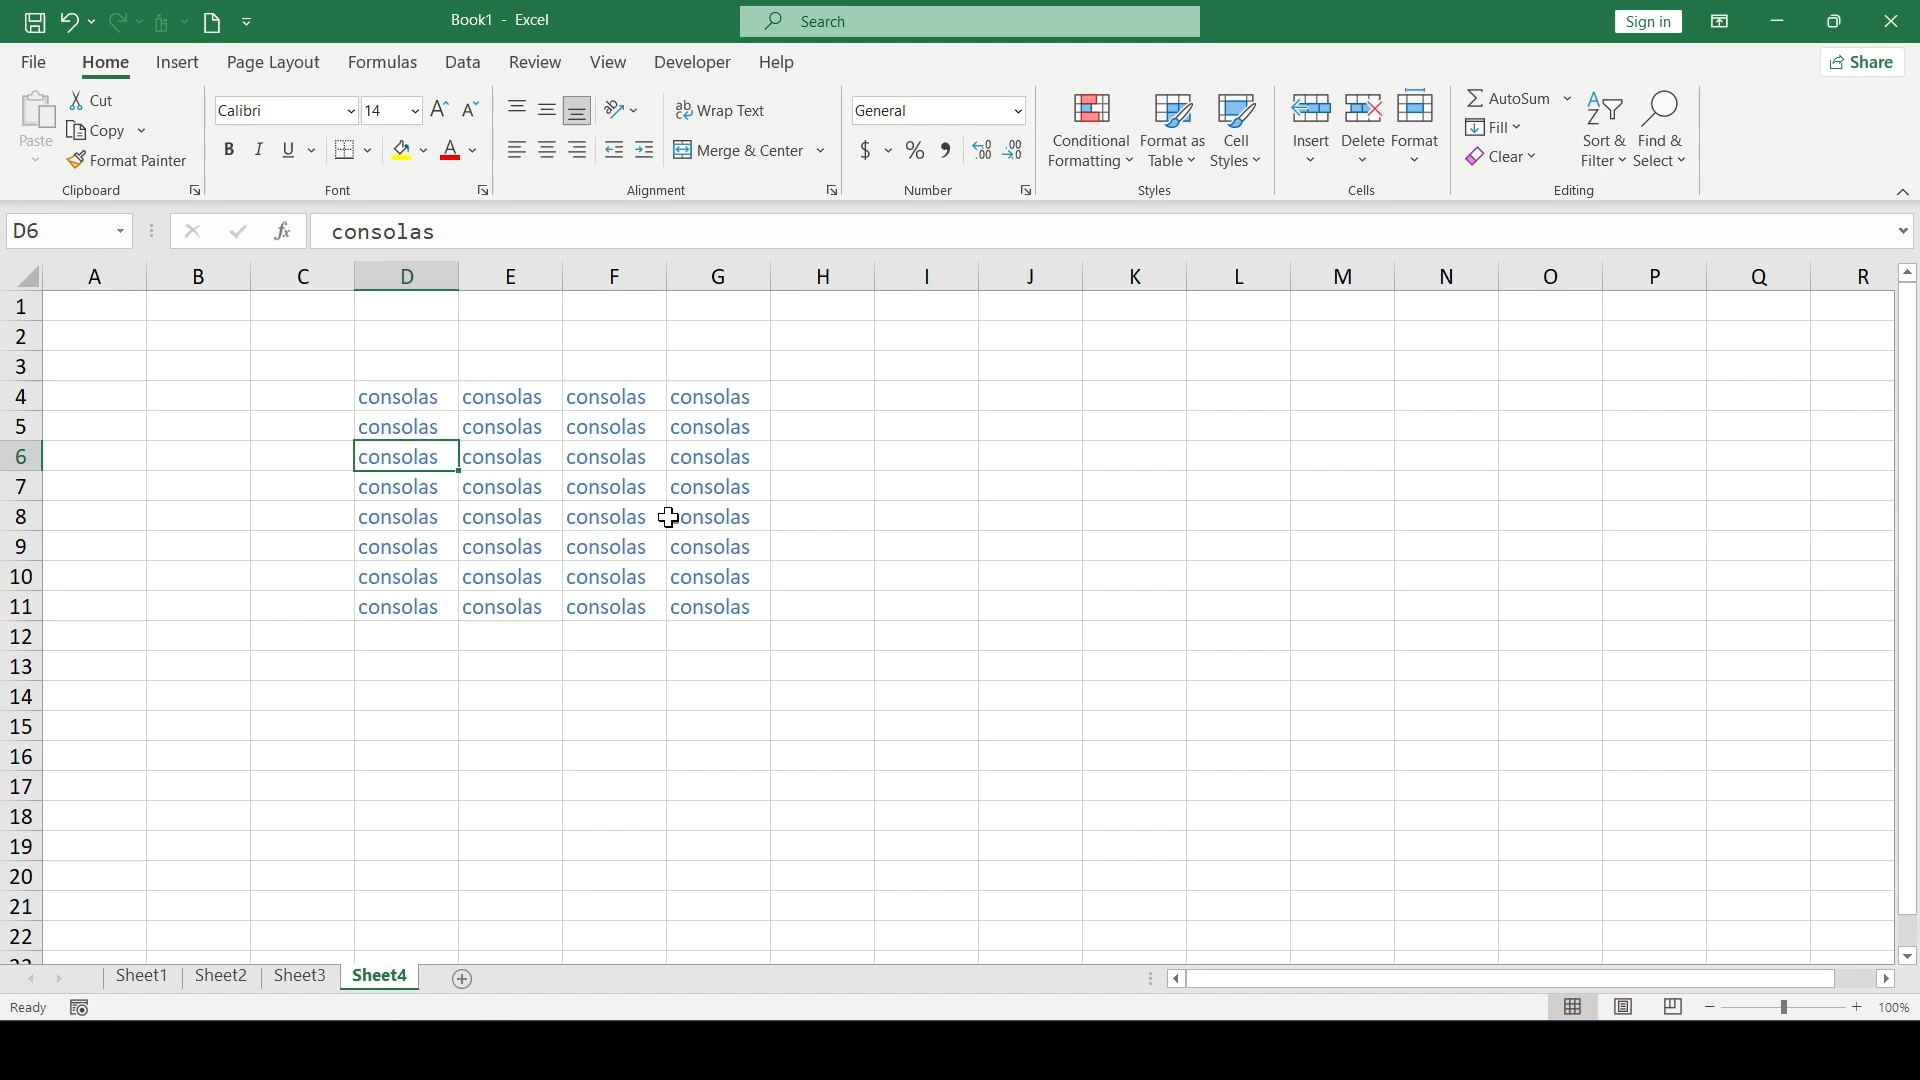 Book1 - Excel
Search
Sign in
File Home Insert Page Layout Formulas Data Review View Developer Help
Share
Paste
Cut
Copy
Format Painter
Clipboard
Calibri 14 A A
B I U A
Font
ab Wrap Text
Merge & Center
Alignment
General
$ % , .00 .00
Number
Conditional Formatting
Format as Table
Cell Styles
Styles
Insert Delete Format
Cells
AutoSum
Fill
Clear
Sort & Filter
Find & Select
Editing
D6 fx consolas
A B C D E F G H I J K L M N O P Q R
1
2
3
4 consolas consolas consolas consolas
5 consolas consolas consolas consolas
6 consolas consolas consolas consolas
7 consolas consolas consolas consolas
8 consolas consolas consolas consolas
9 consolas consolas consolas consolas
10 consolas consolas consolas consolas
11 consolas consolas consolas consolas
12
13
14
15
16
17
18
19
20
21
22
Sheet1 Sheet2 Sheet3 Sheet4
Ready
100%